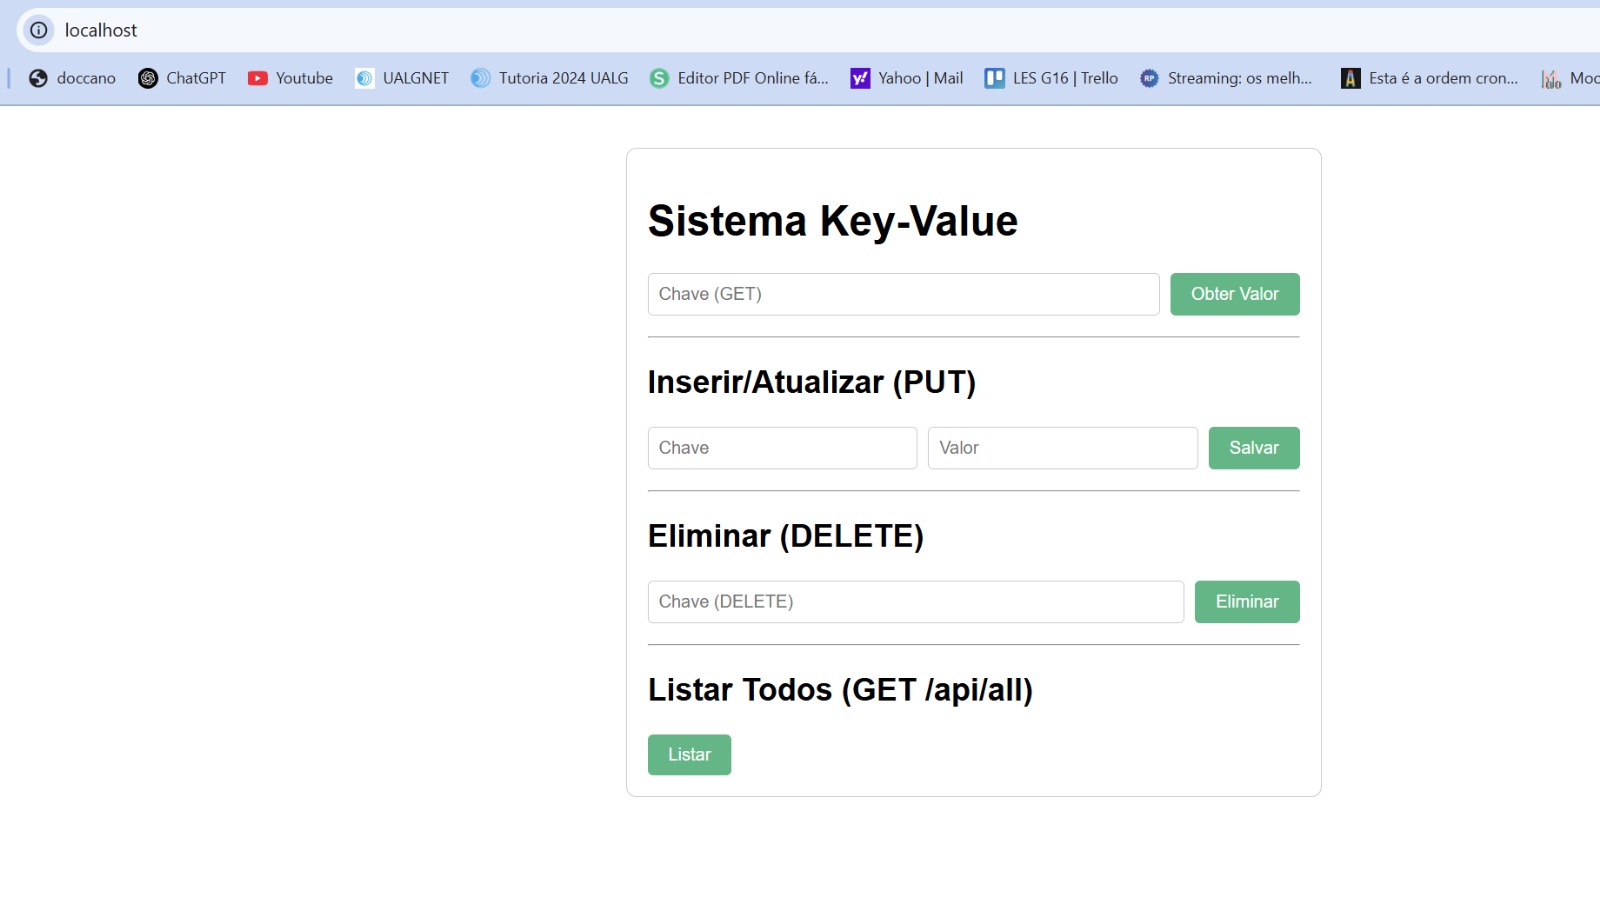 localhost
doccano ChatGPT Youtube UALGNET Tutoria 2024 UALG Editor PDF Online fá... Yahoo | Mail LES G16 | Trello Streaming: os melh... Esta é a ordem cron...
Sistema Key-Value
Chave (GET) Obter Valor
Inserir/Atualizar (PUT)
Chave Valor Salvar
Eliminar (DELETE)
Chave (DELETE) Eliminar
Listar Todos (GET /api/all)
Listar